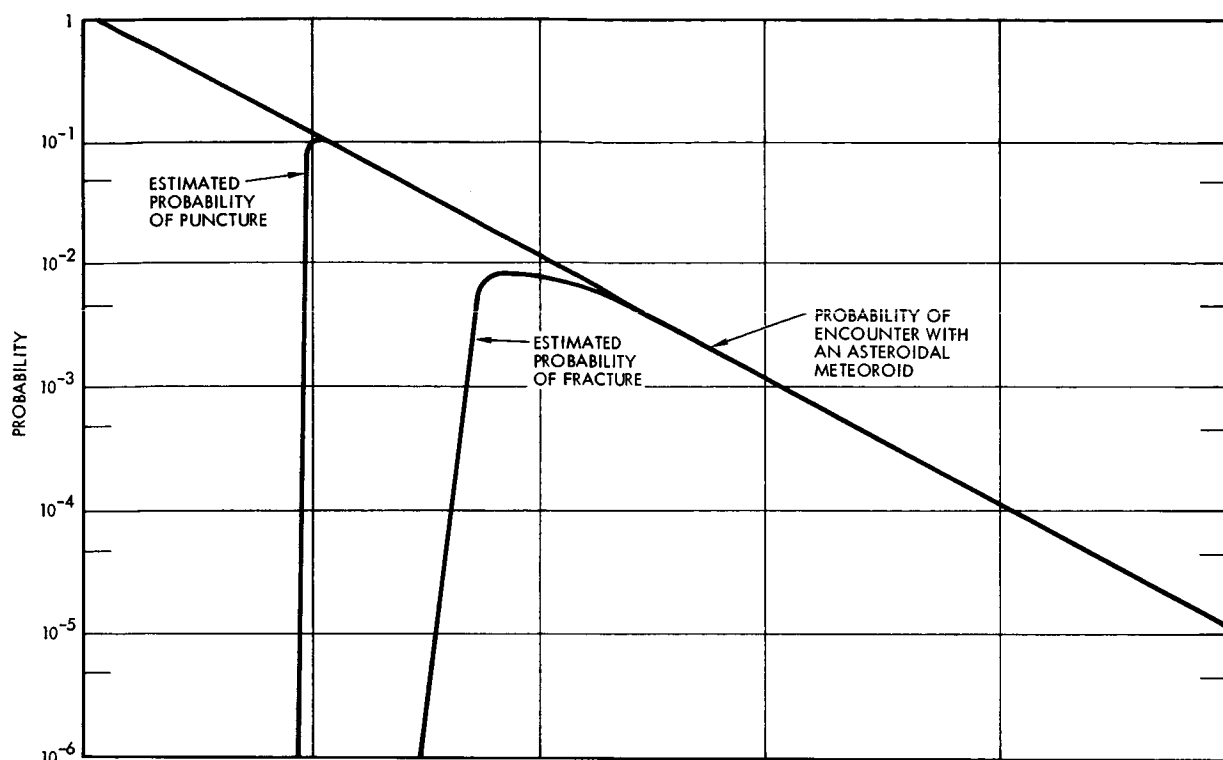 1
10⁻¹
ESTIMATED
PROBABILITY
OF PUNCTURE
10⁻²
PROBABILITY OF
ENCOUNTER WITH
AN ASTEROIDAL
METEOROID
ESTIMATED
PROBABILITY
OF FRACTURE
10⁻³
PROBABILITY
10⁻⁴
10⁻⁵
10⁻⁶